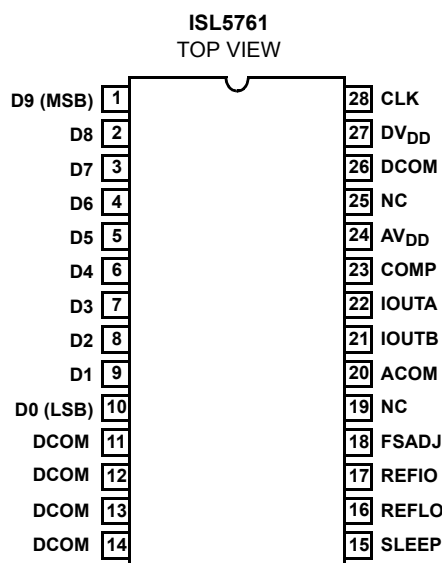 ISL5761
TOP VIEW
D9 (MSB) 1 28 CLK
D8 2 27 DVDD
D7 3 26 DCOM
D6 4 25 NC
D5 5 24 AVDD
D4 6 23 COMP
D3 7 22 IOUTA
D2 8 21 IOUTB
D1 9 20 ACOM
D0 (LSB) 10 19 NC
DCOM 11 18 FSADJ
DCOM 12 17 REFIO
DCOM 13 16 REFLO
DCOM 14 15 SLEEP